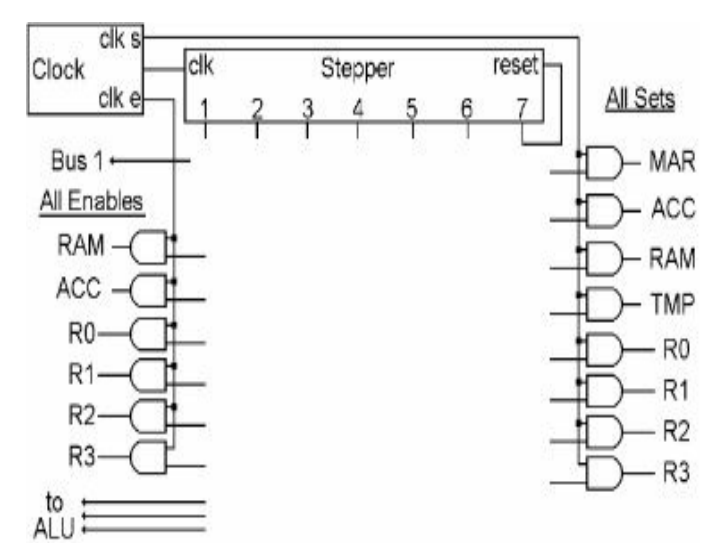 clk s
Clock
clk e
clk Stepper reset
1 2 3 4 5 6 7
Bus 1
All Enables
RAM
ACC
R0
R1
R2
R3
to
ALU
All Sets
MAR
ACC
RAM
TMP
R0
R1
R2
R3